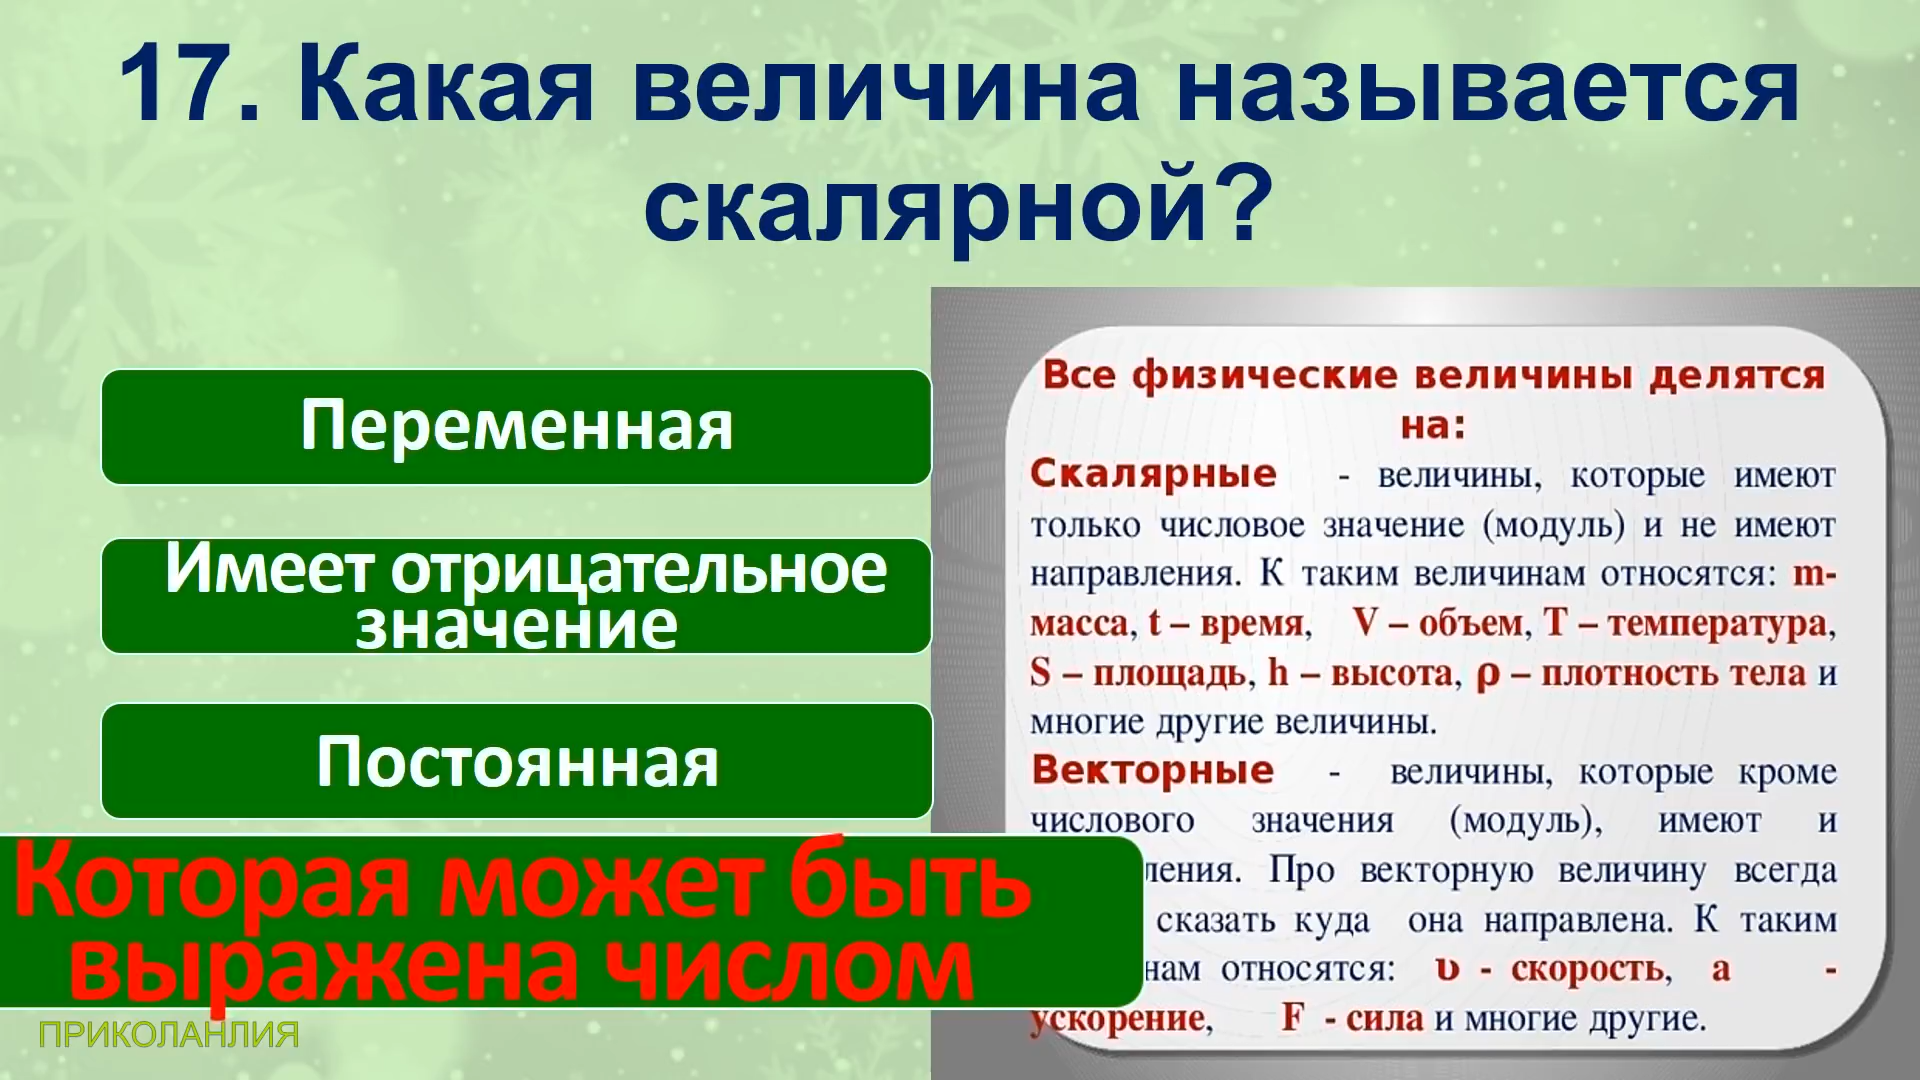 17. Какая величина называется
скалярной?
Переменная
Имеет отрицательное
значение
Постоянная
Которая может быть
выражена числом
ПРИКОЛАНЛИЯ
Все физические величины делятся
на:
Скалярные - величины, которые имеют
только числовое значение (модуль) и не имеют
направления. К таким величинам относятся: m-
масса, t – время, V – объем, T – температура,
S – площадь, h – высота, ρ – плотность тела и
многие другие величины.
Векторные - величины, которые кроме
числового значения (модуль), имеют и
ления. Про векторную величину всегда
сказать куда она направлена. К таким
нам относятся: υ - скорость, a -
ускорение, F - сила и многие другие.